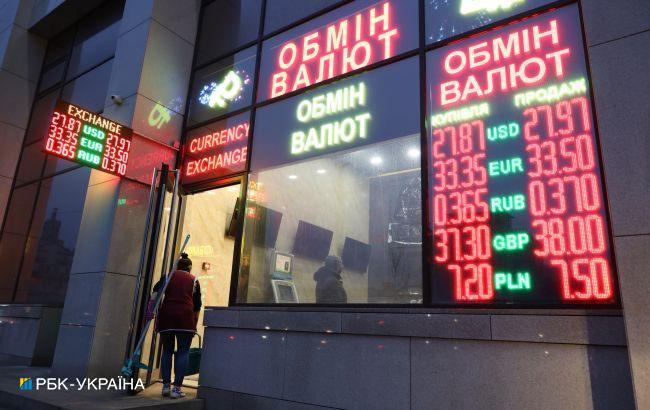 EXCHANGE
27.87 USD 27.97
33.35 EUR 33.50
0.365 RUB 0.370
CURRENCY
EXCHANGE
ОБМІН
ВАЛЮТ
ОБМІН
ВАЛЮТ
ОБМІН
ВАЛЮТ
КУПІВЛЯ ПРОДАЖ
27.87 USD 27.97
33.35 EUR 33.50
0.365 RUB 0.370
37.30 GBP 38.00
7.20 PLN 7.50
РБК-УКРАЇНА